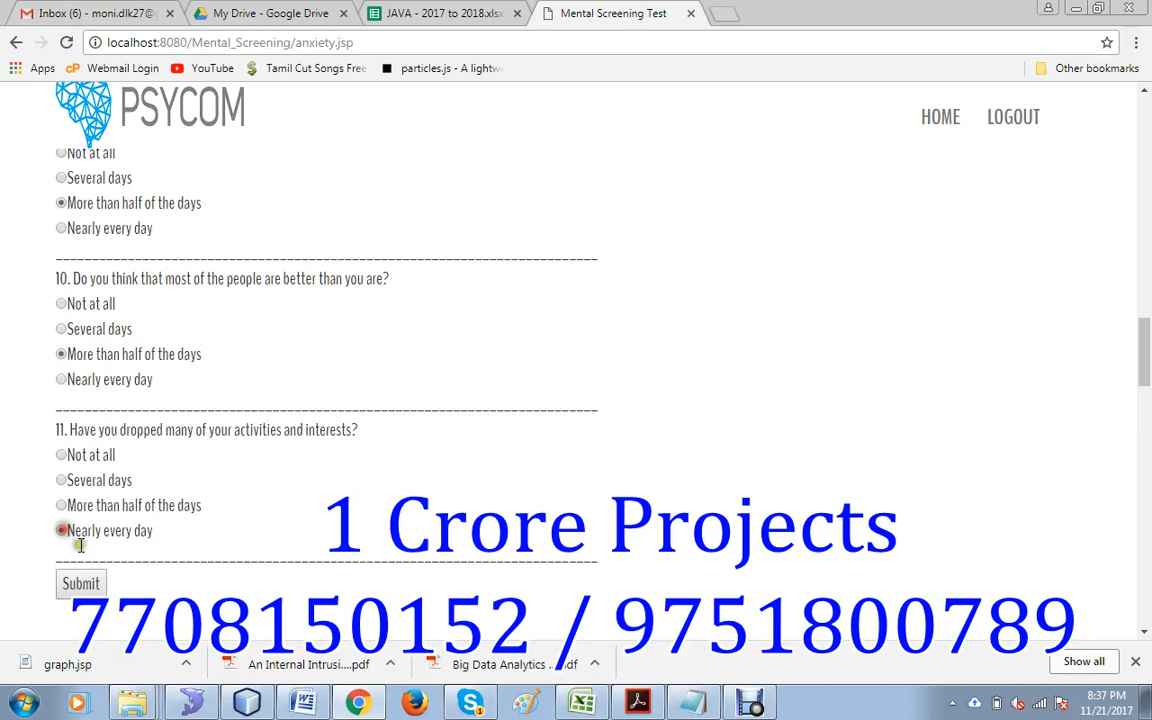 Inbox (6) - moni.dlk27@
My Drive - Google Drive
JAVA - 2017 to 2018.xlsx
Mental Screening Test
localhost:8080/Mental_Screening/anxiety.jsp
Apps
Webmail Login
YouTube
Tamil Cut Songs Free
particles.js - A lightw
Other bookmarks
PSYCOM
HOME
LOGOUT
Not at all
Several days
More than half of the days
Nearly every day
10. Do you think that most of the people are better than you are?
Not at all
Several days
More than half of the days
Nearly every day
11. Have you dropped many of your activities and interests?
Not at all
Several days
More than half of the days
Nearly every day
1 Crore Projects
Submit
7708150152 / 9751800789
graph.jsp
An Internal Intrusi....pdf
Big Data Analytics ...df
Show all
8:37 PM
11/21/2017